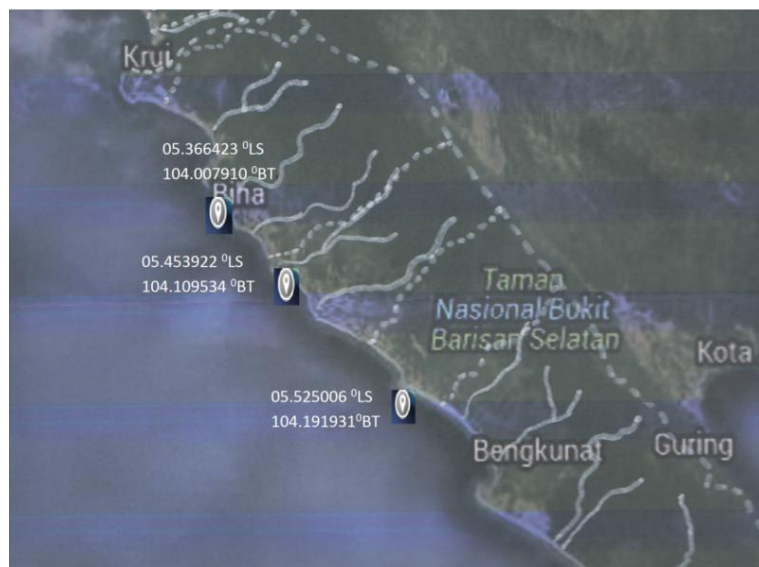 Krui
05.366423 ⁰LS
104.007910 ⁰BT
Biha
05.453922 ⁰LS
104.109534 ⁰BT
Taman
Nasional Bukit
Barisan Selatan
Kota
05.525006 ⁰LS
104.191931⁰BT
Bengkunat
Guring